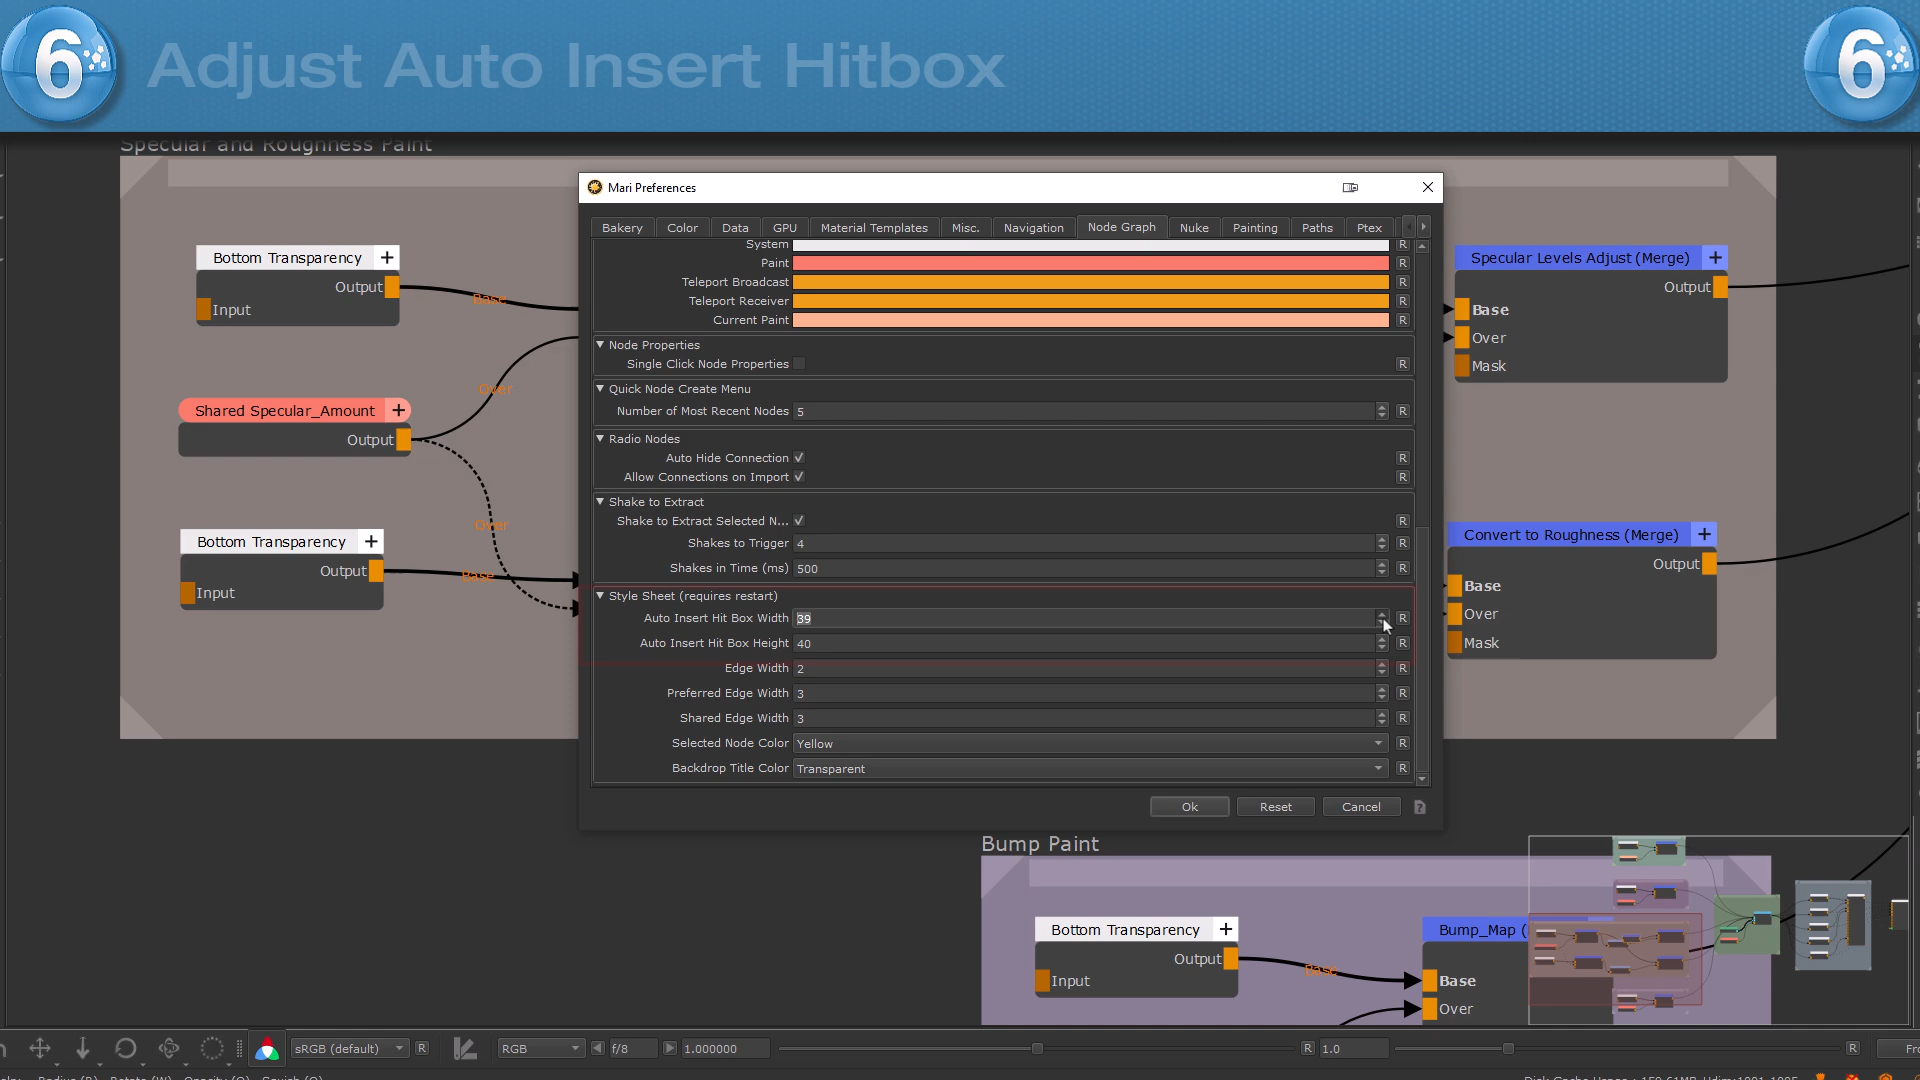 6 Adjust Auto Insert Hitbox 6
Specular and Roughness Paint
Mari Preferences
Bakery Color Data GPU Material Templates Misc. Navigation Node Graph Nuke Painting Paths Ptex
System R
Paint R
Teleport Broadcast R
Teleport Receiver R
Current Paint R
Node Properties
Single Click Node Properties R
Quick Node Create Menu
Number of Most Recent Nodes 5 R
Radio Nodes
Auto Hide Connection R
Allow Connections on Import R
Shake to Extract
Shake to Extract Selected N... R
Shakes to Trigger 4 R
Shakes in Time (ms) 500 R
Style Sheet (requires restart)
Auto Insert Hit Box Width 39 R
Auto Insert Hit Box Height 40 R
Edge Width 2 R
Preferred Edge Width 3 R
Shared Edge Width 3 R
Selected Node Color Yellow R
Backdrop Title Color Transparent R
Ok Reset Cancel ?
Bottom Transparency +
Output
Input
Base
Shared Specular_Amount +
Output
Over
Over
Bottom Transparency +
Output
Input
Base
Specular Levels Adjust (Merge) +
Output
Base
Over
Mask
Convert to Roughness (Merge) +
Output
Base
Over
Mask
Bump Paint
Bottom Transparency +
Output
Input
Base
Bump_Map (
Base
Over
sRGB (default) R RGB f/8 1.000000 R 1.0 R Fro